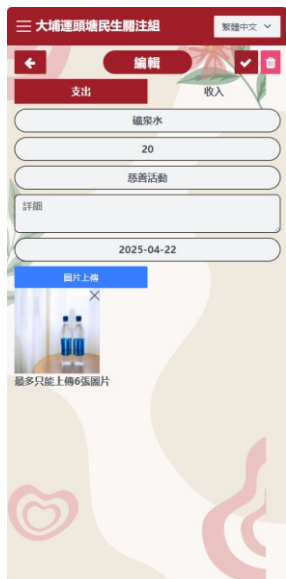 大埔運頭塘民生關注組
繁體中文
編輯
支出
收入
礦泉水
20
慈善活動
詳細
2025-04-22
圖片上傳
最多只能上傳6張圖片